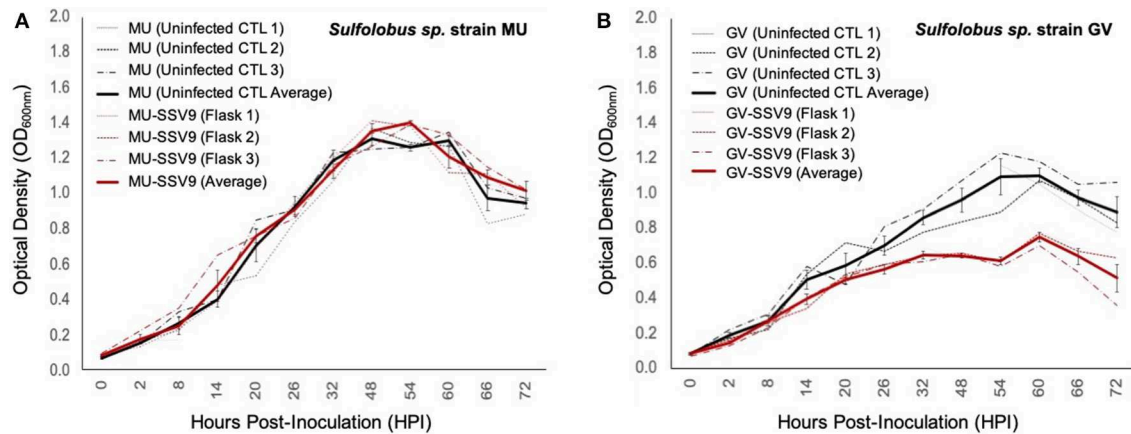 A
Sulfolobus sp. strain MU
MU (Uninfected CTL 1)
MU (Uninfected CTL 2)
MU (Uninfected CTL 3)
MU (Uninfected CTL Average)
MU-SSV9 (Flask 1)
MU-SSV9 (Flask 2)
MU-SSV9 (Flask 3)
MU-SSV9 (Average)
Optical Density (OD600nm)
2.0
1.8
1.6
1.4
1.2
1.0
0.8
0.6
0.4
0.2
0.0
0 2 8 14 20 26 32 48 54 60 66 72
Hours Post-Inoculation (HPI)
B
Sulfolobus sp. strain GV
GV (Uninfected CTL 1)
GV (Uninfected CTL 2)
GV (Uninfected CTL 3)
GV (Uninfected CTL Average)
GV-SSV9 (Flask 1)
GV-SSV9 (Flask 2)
GV-SSV9 (Flask 3)
GV-SSV9 (Average)
Optical Density (OD600nm)
2.0
1.8
1.6
1.4
1.2
1.0
0.8
0.6
0.4
0.2
0.0
0 2 8 14 20 26 32 48 54 60 66 72
Hours Post-Inoculation (HPI)